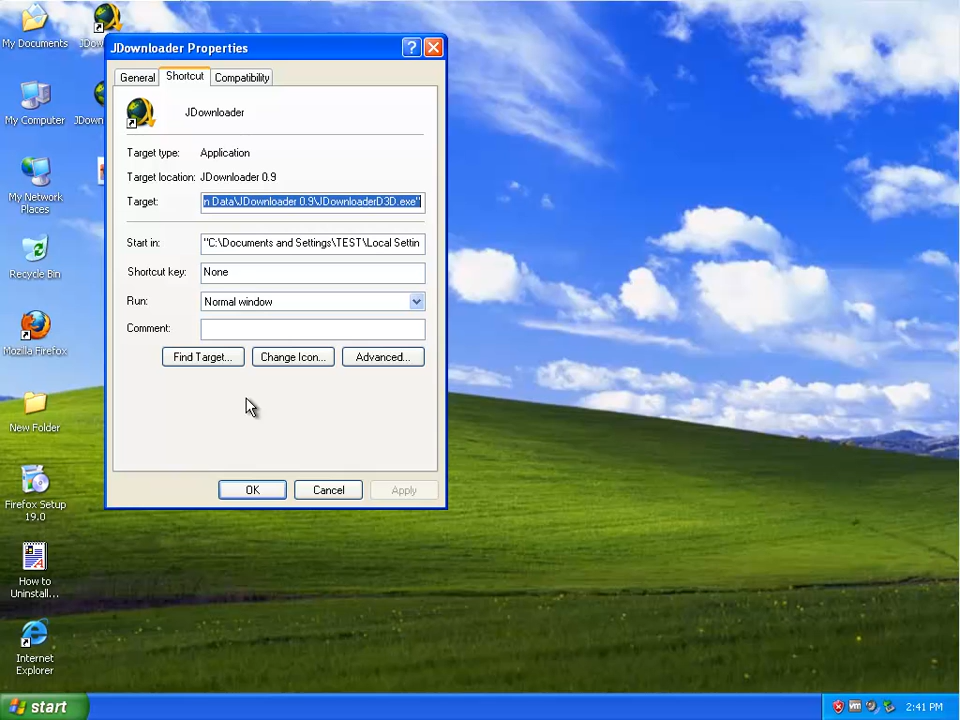 My Documents
JDow
JDownloader Properties
General
Shortcut
Compatibility
JDownloader
Target type: Application
Target location: JDownloader 0.9
Target: n Data\JDownloader 0.9\JDownloaderD3D.exe"
Start in: "C:\Documents and Settings\TEST\Local Settin
Shortcut key: None
Run: Normal window
Comment:
Find Target...
Change Icon...
Advanced...
OK
Cancel
Apply
My Computer
JDown
My Network
Places
Recycle Bin
Mozilla Firefox
New Folder
Firefox Setup
19.0
How to
Uninstall...
Internet
Explorer
start
2:41 PM